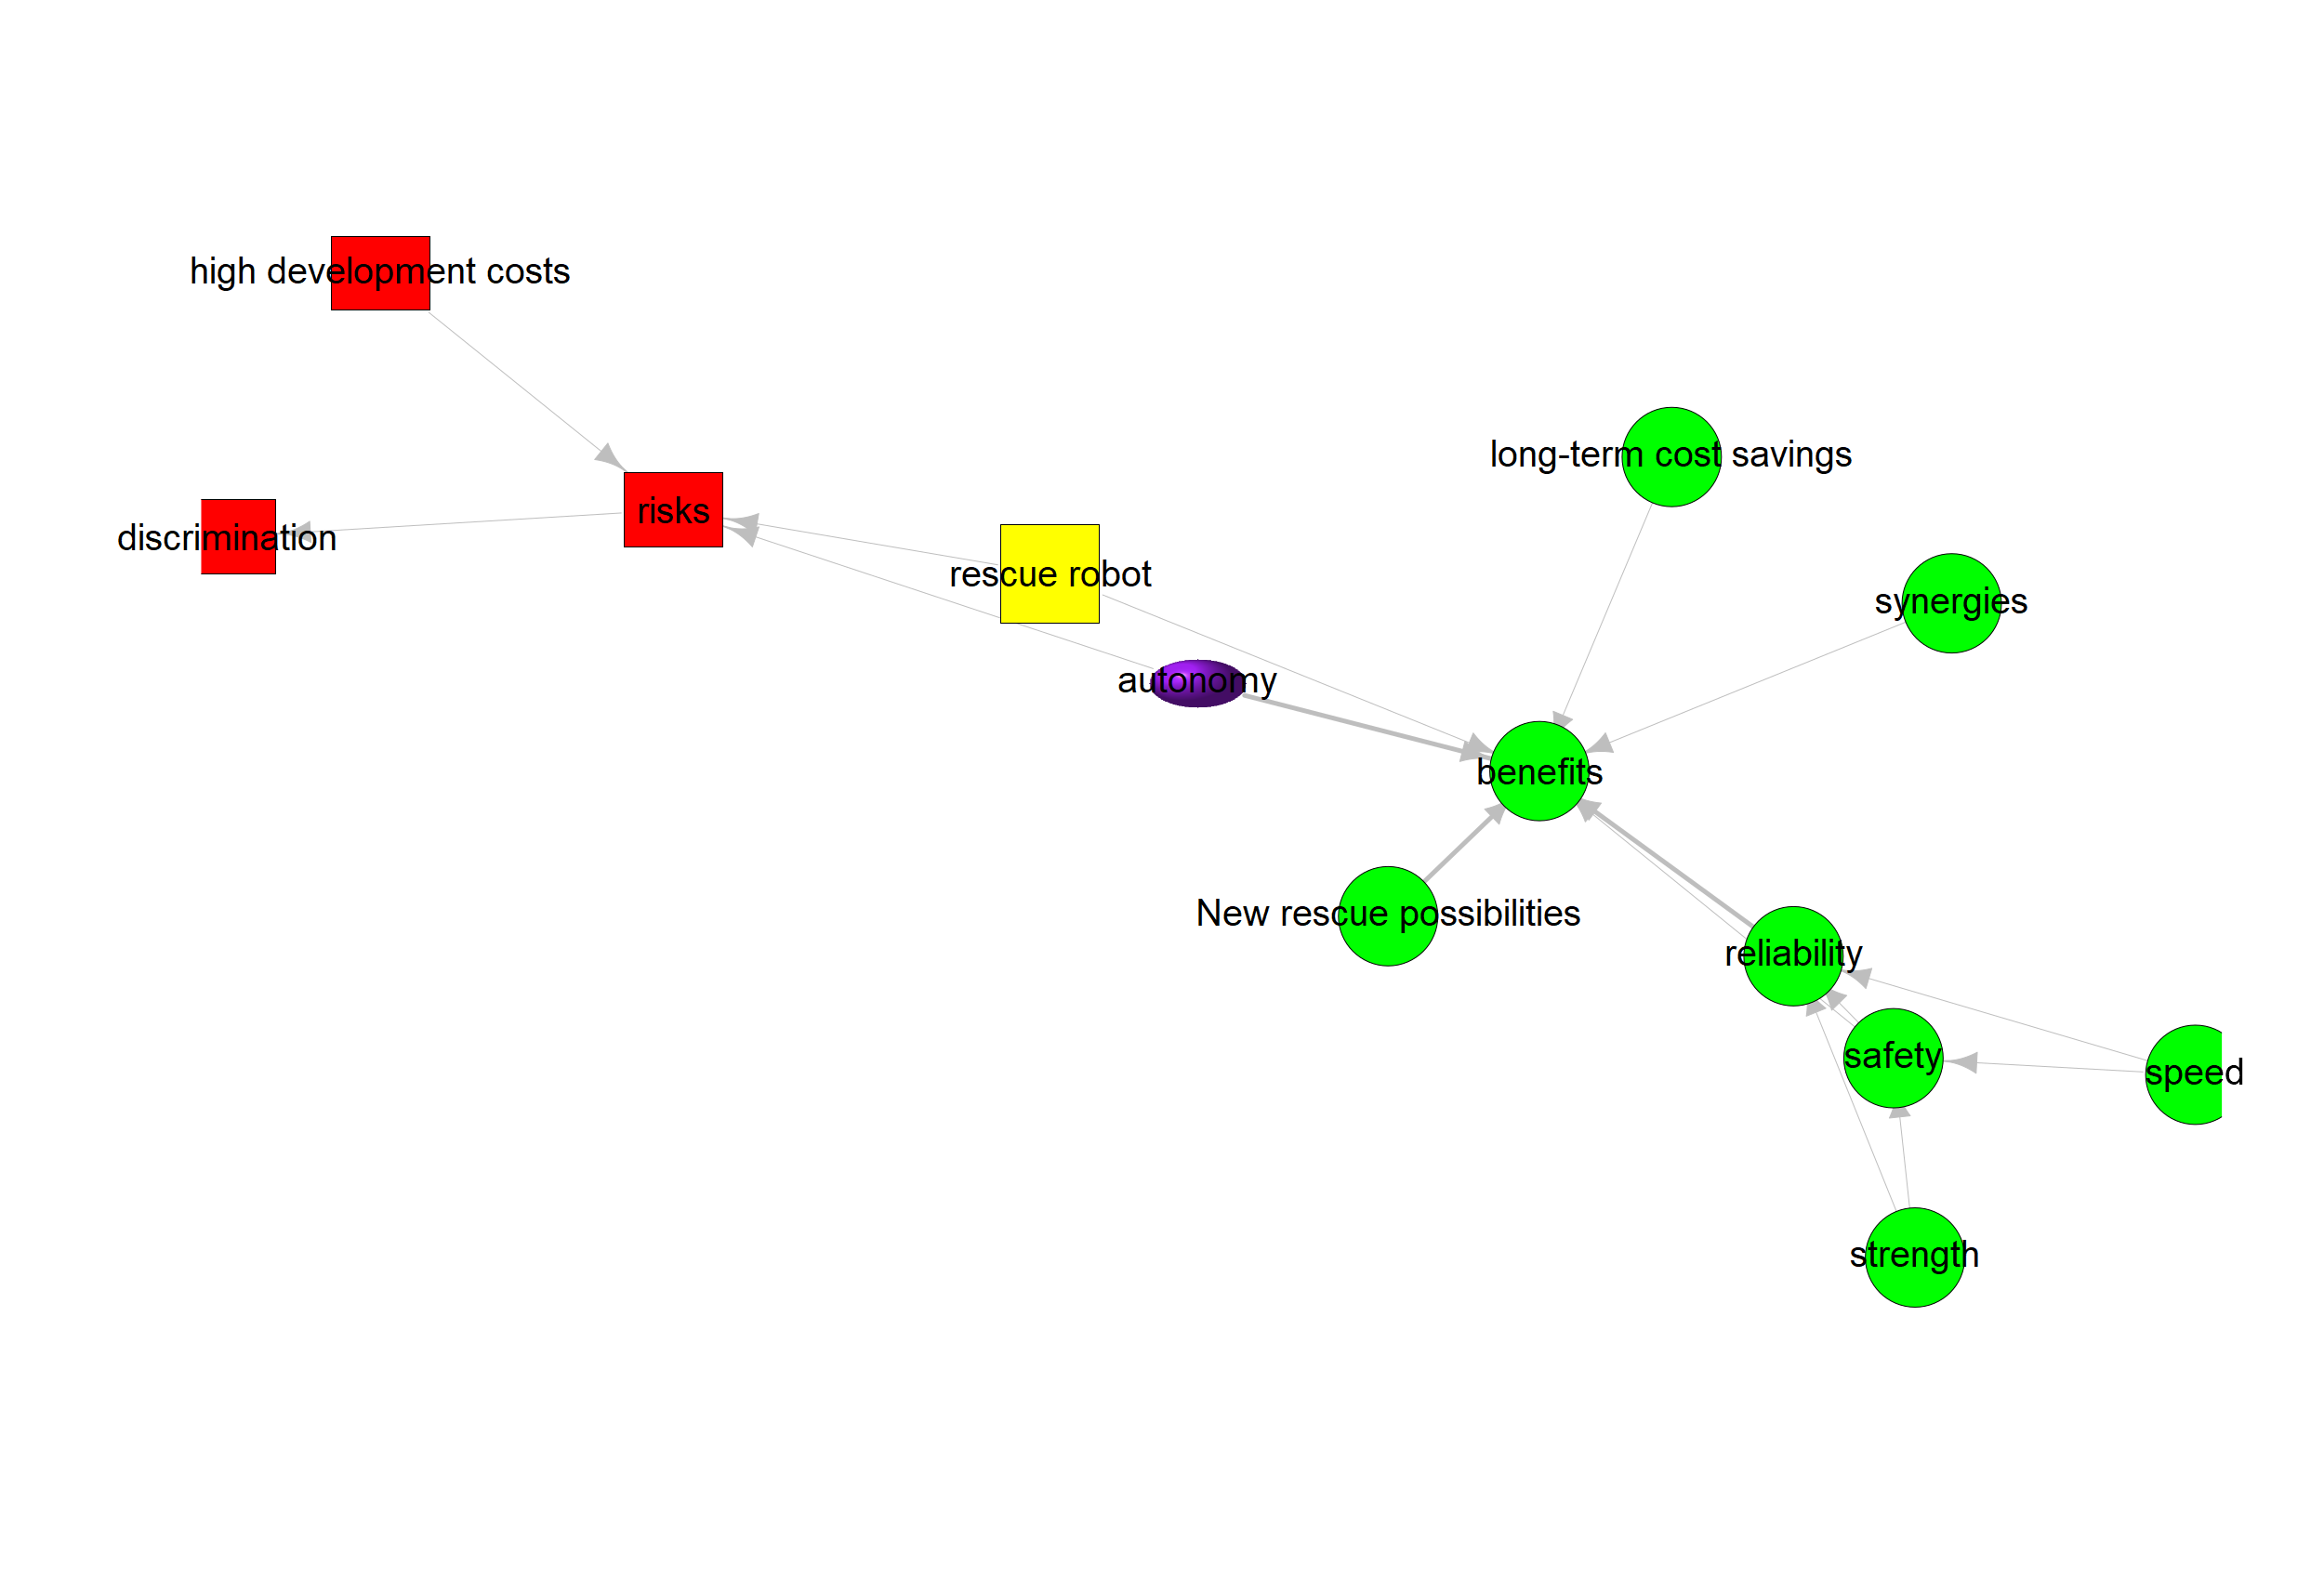 high development costs
long-term cost savings
risks
discrimination
rescue robot
synergies
autonomy
benefits
New rescue possibilities
reliability
safety
speed
strength